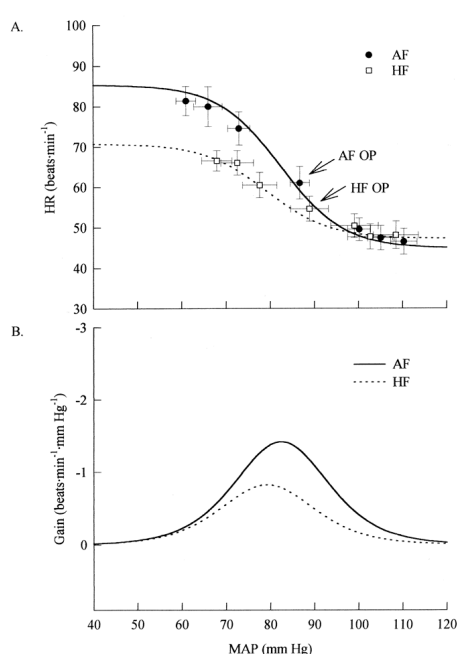 A.
100
90
80
70
60
50
40
30
HR (beats·min-1)
AF
HF
AF OP
HF OP
B.
-3
-2
-1
0
Gain (beats·min-1·mm Hg-1)
AF
HF
40 50 60 70 80 90 100 110 120
MAP (mm Hg)